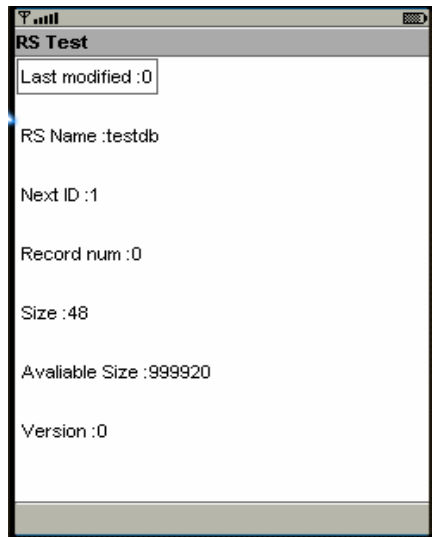 RS Test
Last modified :0
RS Name :testdb
Next ID :1
Record num :0
Size :48
Avaliable Size :999920
Version :0